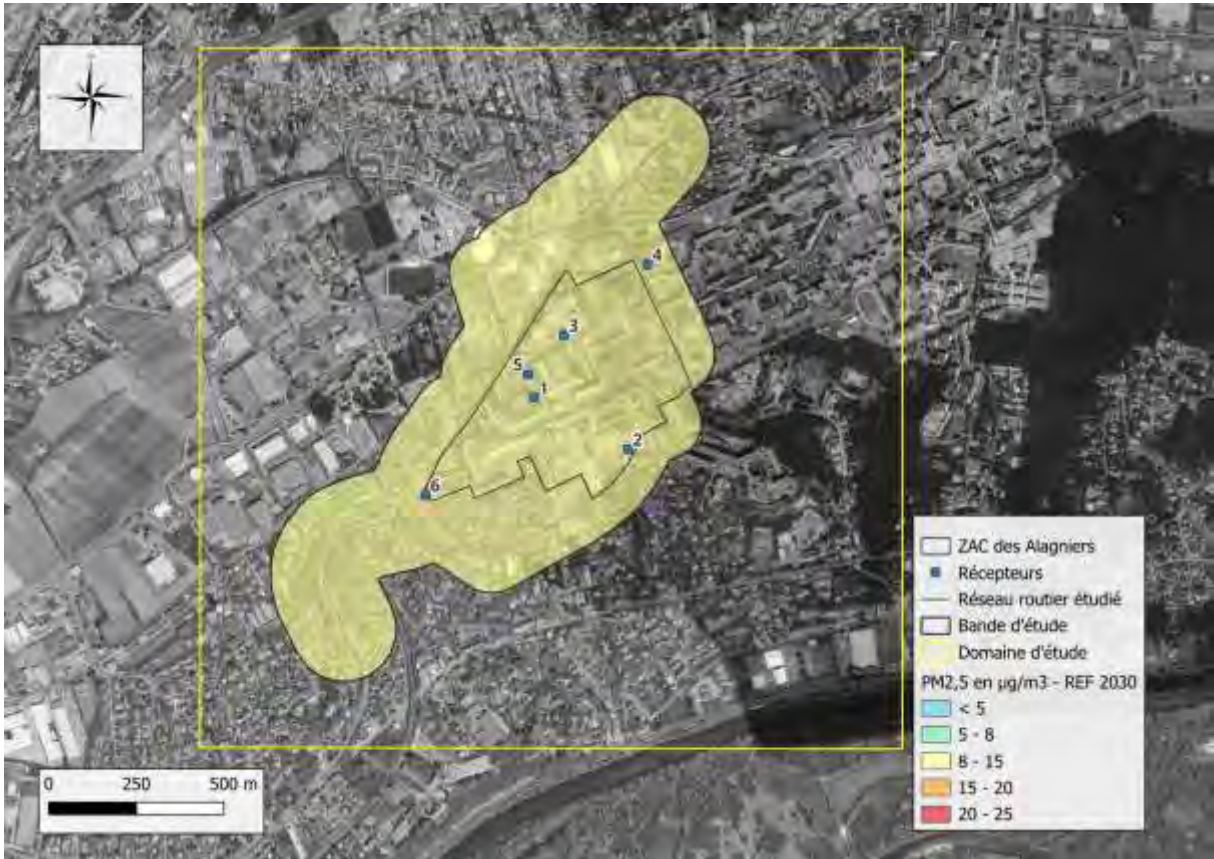 4
3
5
1
2
6
ZAC des Alagniers
Récepteurs
Réseau routier étudié
Bande d'étude
Domaine d'étude
PM2,5 en µg/m3 - REF 2030
< 5
5 - 8
8 - 15
15 - 20
20 - 25
0 250 500 m